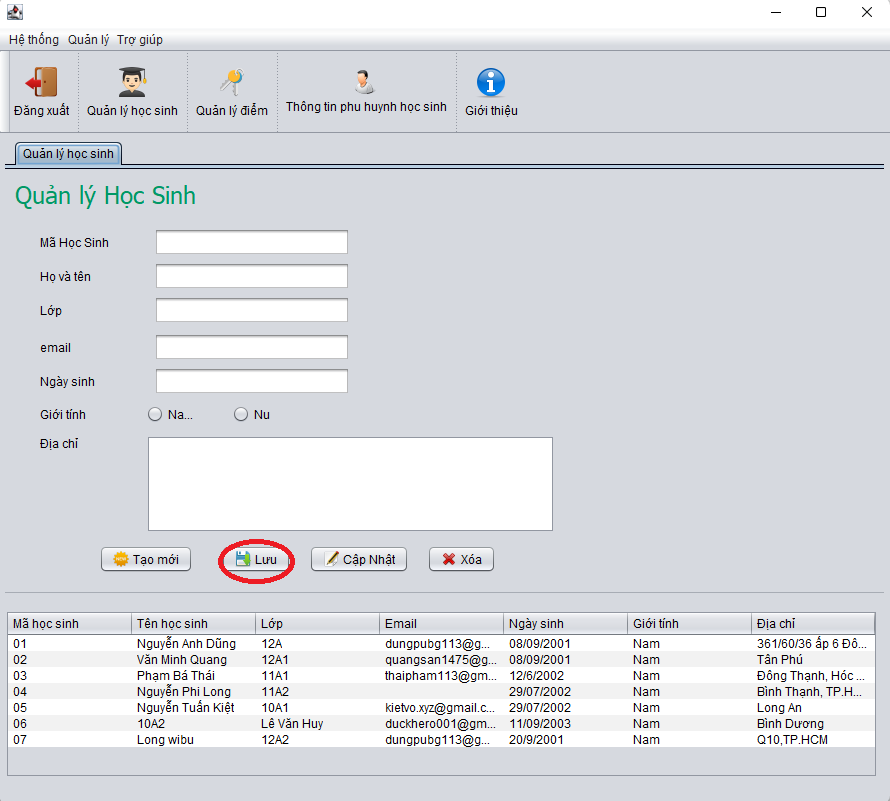 Hệ thống Quản lý Trợ giúp
Đăng xuất Quản lý học sinh Quản lý điểm Thông tin phu huynh học sinh Giới thiệu
Quản lý học sinh
Quản lý Học Sinh
Mã Học Sinh
Họ và tên
Lớp
email
Ngày sinh
Giới tính Na... Nu
Địa chỉ
Tạo mới Lưu Cập Nhật Xóa
Mã học sinh Tên học sinh Lớp Email Ngày sinh Giới tính Địa chỉ
01 Nguyễn Anh Dũng 12A dungpubg113@g... 08/09/2001 Nam 361/60/36 ấp 6 Đô...
02 Văn Minh Quang 12A1 quangsan1475@g... 08/09/2001 Nam Tân Phú
03 Phạm Bá Thái 11A1 thaipham113@gm... 12/6/2002 Nam Đông Thạnh, Hóc ...
04 Nguyễn Phi Long 11A2 29/07/2002 Nam Bình Thạnh, TP.H...
05 Nguyễn Tuấn Kiệt 10A1 kietvo.xyz@gmail.c... 29/07/2002 Nam Long An
06 10A2 Lê Văn Huy duckhero001@gm... 11/09/2003 Nam Bình Dương
07 Long wibu 12A2 dungpubg113@g... 20/9/2001 Nam Q10,TP.HCM